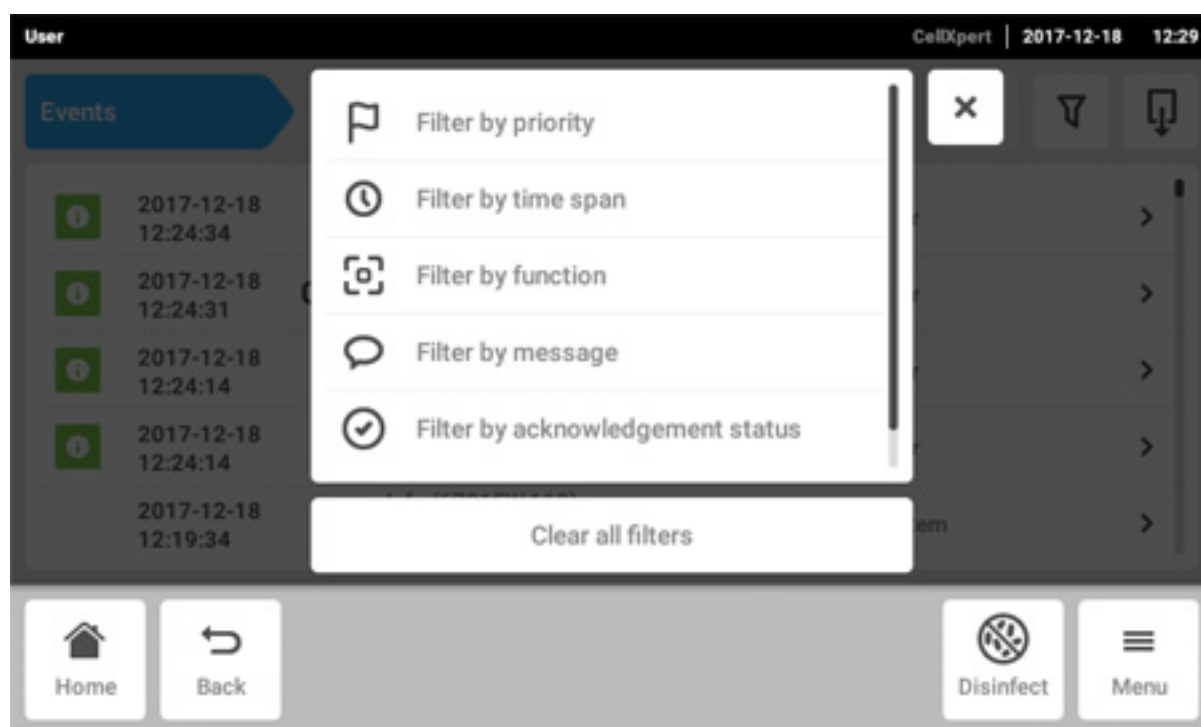 User
CellXpert | 2017-12-18 12:29
Events
Filter by priority
Filter by time span
Filter by function
Filter by message
Filter by acknowledgement status
Clear all filters
2017-12-18
12:24:34
2017-12-18
12:24:31
2017-12-18
12:24:14
2017-12-18
12:24:14
2017-12-18
12:19:34
Home
Back
Disinfect
Menu